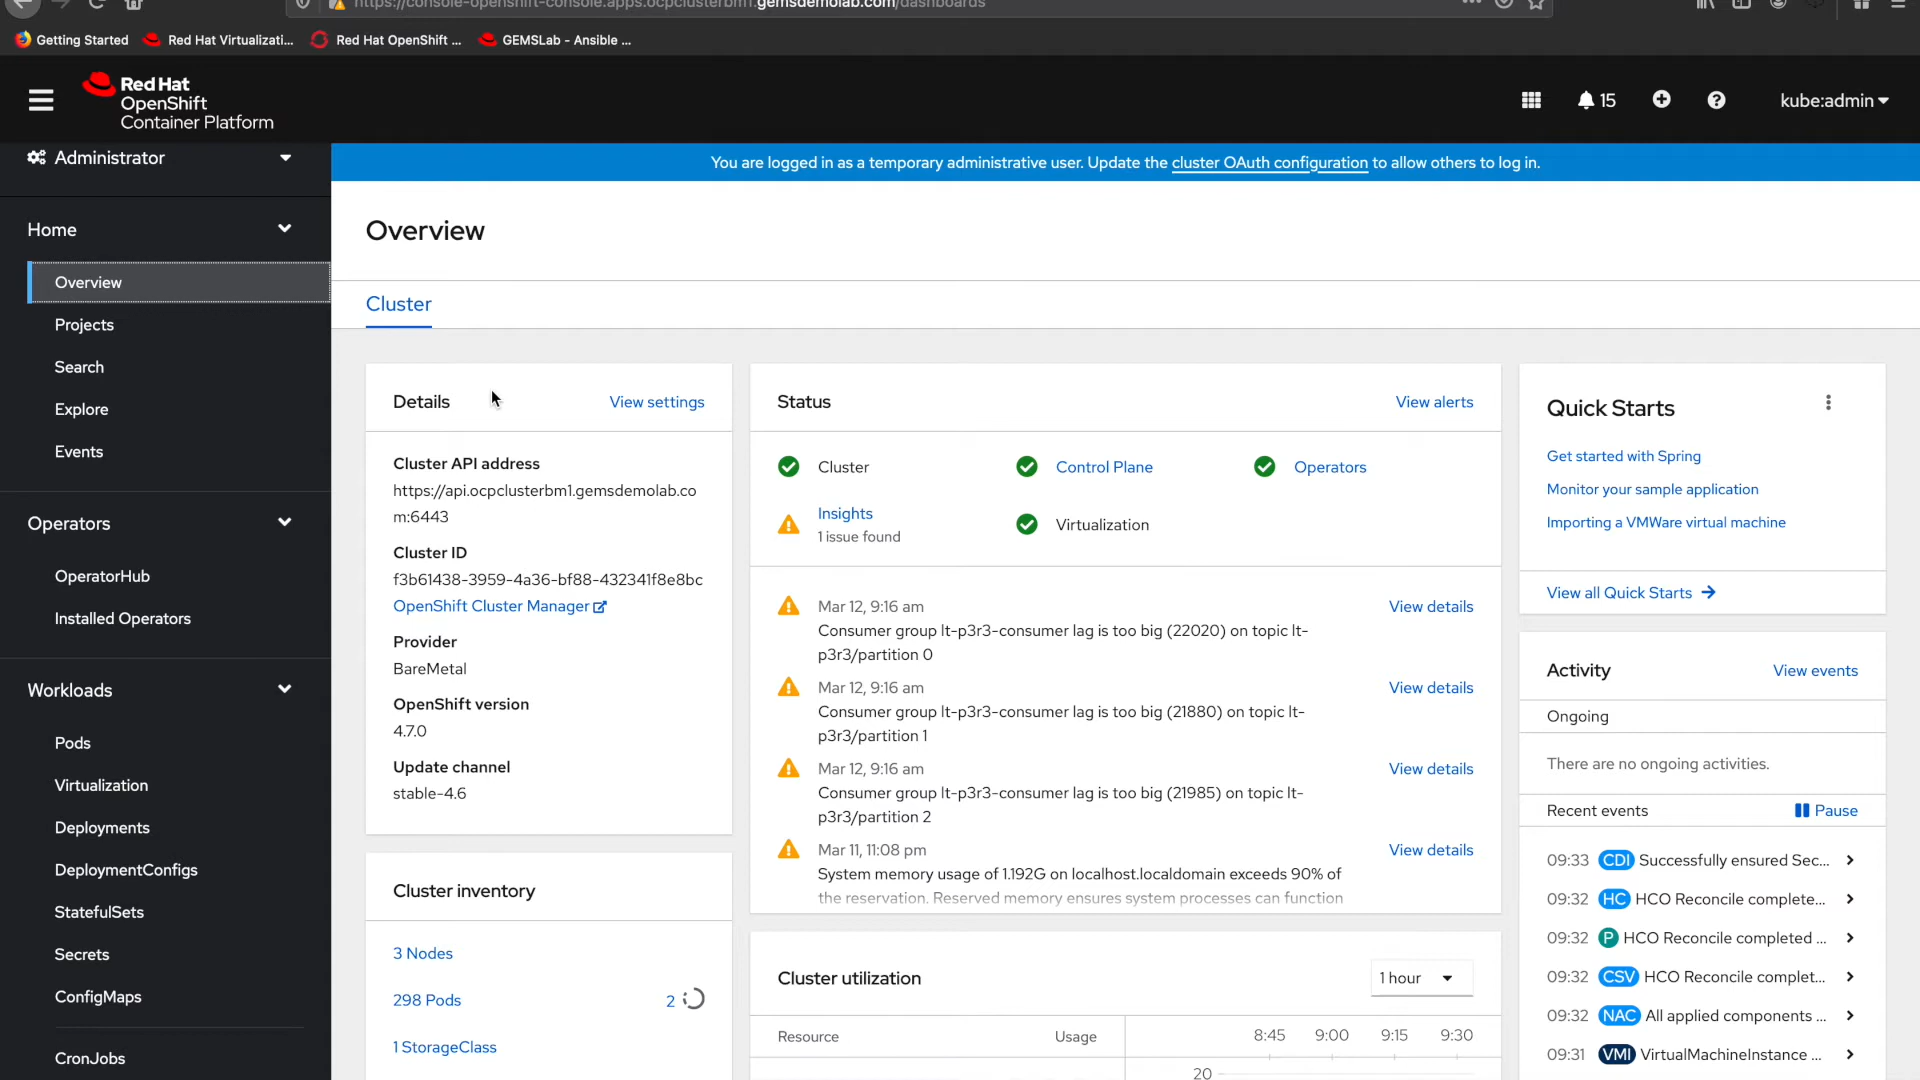 https://console-openshift-console.apps.ocpclusterbm1.gemsdemolab.com/dashboards
Getting Started
Red Hat Virtualizati...
Red Hat OpenShift ...
GEMSLab - Ansible ...
Red Hat
OpenShift
Container Platform
15
kube:admin
Administrator
You are logged in as a temporary administrative user. Update the cluster OAuth configuration to allow others to log in.
Home
Overview
Projects
Search
Explore
Events
Operators
OperatorHub
Installed Operators
Workloads
Pods
Virtualization
Deployments
DeploymentConfigs
StatefulSets
Secrets
ConfigMaps
CronJobs
Overview
Cluster
Details
View settings
Cluster API address
https://api.ocpclusterbm1.gemsdemolab.co
m:6443
Cluster ID
f3b61438-3959-4a36-bf88-432341f8e8bc
OpenShift Cluster Manager
Provider
BareMetal
OpenShift version
4.7.0
Update channel
stable-4.6
Cluster inventory
3 Nodes
298 Pods
2
1 StorageClass
Status
View alerts
Cluster
Control Plane
Operators
Insights
1 issue found
Virtualization
Mar 12, 9:16 am
View details
Consumer group lt-p3r3-consumer lag is too big (22020) on topic lt-
p3r3/partition 0
Mar 12, 9:16 am
View details
Consumer group lt-p3r3-consumer lag is too big (21880) on topic lt-
p3r3/partition 1
Mar 12, 9:16 am
View details
Consumer group lt-p3r3-consumer lag is too big (21985) on topic lt-
p3r3/partition 2
Mar 11, 11:08 pm
View details
System memory usage of 1.192G on localhost.localdomain exceeds 90% of
the reservation. Reserved memory ensures system processes can function
Cluster utilization
1 hour
Resource
Usage
8:45
9:00
9:15
9:30
20
Quick Starts
Get started with Spring
Monitor your sample application
Importing a VMWare virtual machine
View all Quick Starts
Activity
View events
Ongoing
There are no ongoing activities.
Recent events
Pause
09:33 CDI Successfully ensured Sec...
09:32 HC HCO Reconcile complete...
09:32 P HCO Reconcile completed ...
09:32 CSV HCO Reconcile complet...
09:32 NAC All applied components ...
09:31 VMI VirtualMachineInstance ...